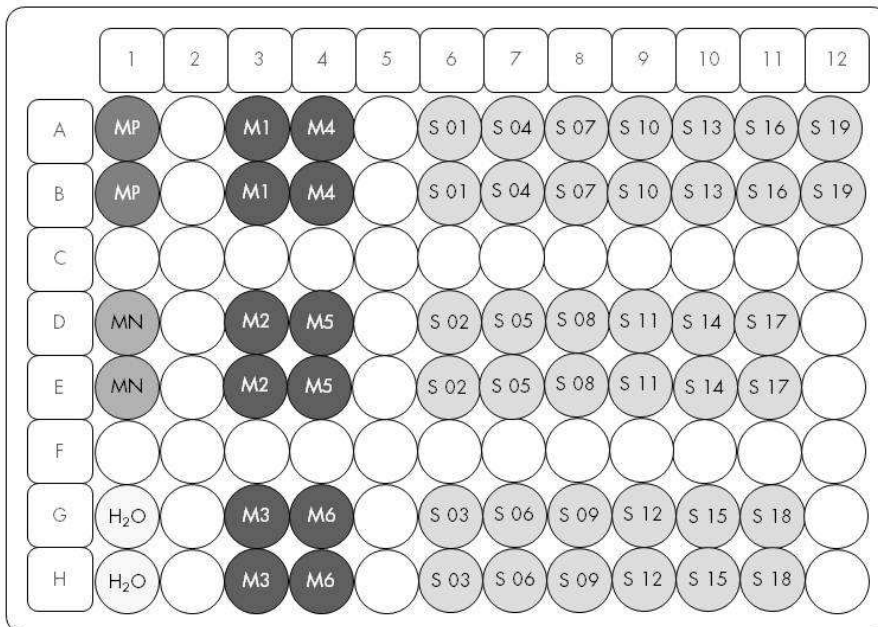 1 2 3 4 5 6 7 8 9 10 11 12
A MP M1 M4 S 01 S 04 S 07 S 10 S 13 S 16 S 19
B MP M1 M4 S 01 S 04 S 07 S 10 S 13 S 16 S 19
C
D MN M2 M5 S 02 S 05 S 08 S 11 S 14 S 17
E MN M2 M5 S 02 S 05 S 08 S 11 S 14 S 17
F
G H₂O M3 M6 S 03 S 06 S 09 S 12 S 15 S 18
H H₂O M3 M6 S 03 S 06 S 09 S 12 S 15 S 18